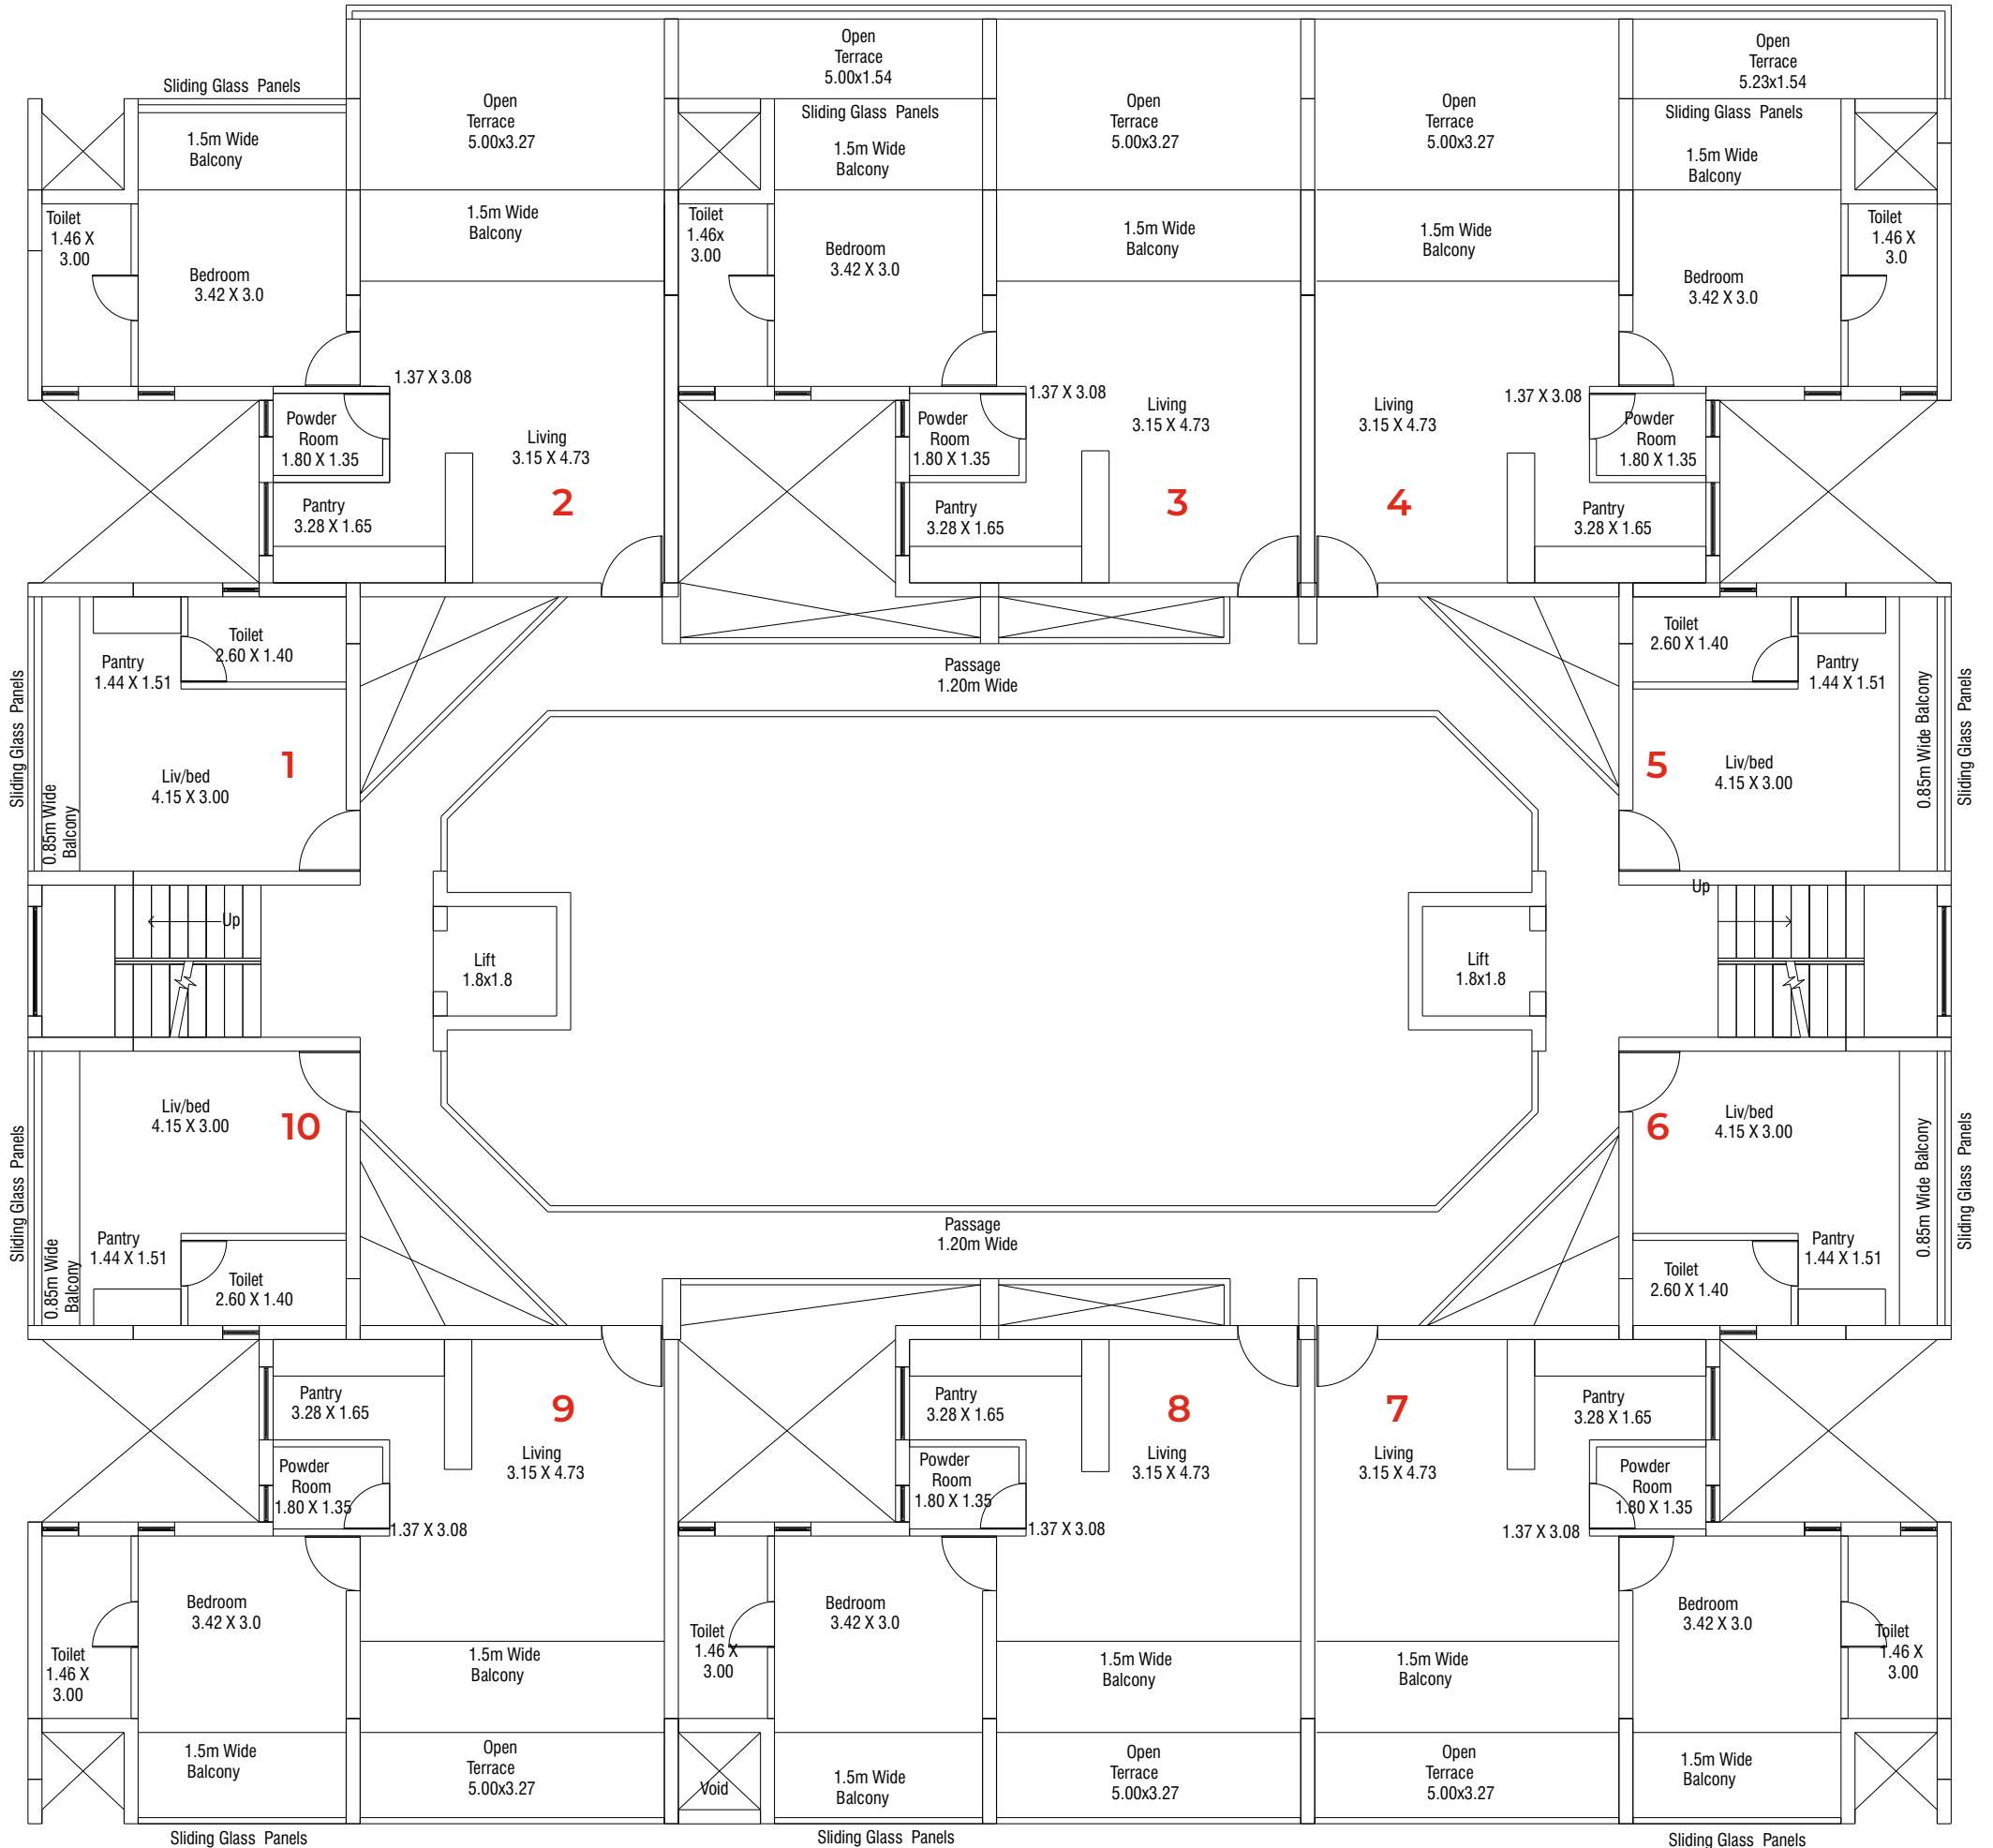 Open
Terrace
5.00x1.54
Open
Terrace
5.23x1.54
Sliding Glass Panels
Open
Terrace
5.00x3.27
Sliding Glass Panels
Open
Terrace
5.00x3.27
Open
Terrace
5.00x3.27
Sliding Glass Panels
1.5m Wide
Balcony
1.5m Wide
Balcony
1.5m Wide
Balcony
Toilet
1.46 X
3.00
1.5m Wide
Balcony
Toilet
1.46x
3.00
1.5m Wide
Balcony
1.5m Wide
Balcony
Toilet
1.46 X
3.0
Bedroom
3.42 X 3.0
Bedroom
3.42 X 3.0
Bedroom
3.42 X 3.0
1.37 X 3.08
1.37 X 3.08
1.37 X 3.08
Powder
Room
1.80 X 1.35
Living
3.15 X 4.73
Powder
Room
1.80 X 1.35
Living
3.15 X 4.73
Living
3.15 X 4.73
Powder
Room
1.80 X 1.35
2
3
4
Pantry
3.28 X 1.65
Pantry
3.28 X 1.65
Pantry
3.28 X 1.65
Toilet
2.60 X 1.40
Pantry
1.44 X 1.51
Passage
1.20m Wide
Toilet
2.60 X 1.40
Pantry
1.44 X 1.51
Sliding Glass Panels
0.85m Wide
Balcony
Liv/bed
4.15 X 3.00
1
5
Liv/bed
4.15 X 3.00
0.85m Wide Balcony
Sliding Glass Panels
Up
Up
Lift
1.8x1.8
Lift
1.8x1.8
Sliding Glass Panels
0.85m Wide
Balcony
Liv/bed
4.15 X 3.00
10
6
Liv/bed
4.15 X 3.00
0.85m Wide Balcony
Sliding Glass Panels
Pantry
1.44 X 1.51
Toilet
2.60 X 1.40
Passage
1.20m Wide
Toilet
2.60 X 1.40
Pantry
1.44 X 1.51
Pantry
3.28 X 1.65
9
Pantry
3.28 X 1.65
8
7
Pantry
3.28 X 1.65
Powder
Room
1.80 X 1.35
Living
3.15 X 4.73
Powder
Room
1.80 X 1.35
Living
3.15 X 4.73
Living
3.15 X 4.73
Powder
Room
1.80 X 1.35
1.37 X 3.08
1.37 X 3.08
1.37 X 3.08
Bedroom
3.42 X 3.0
Bedroom
3.42 X 3.0
Bedroom
3.42 X 3.0
Toilet
1.46 X
3.00
1.5m Wide
Balcony
Toilet
1.46 X
3.00
1.5m Wide
Balcony
1.5m Wide
Balcony
Toilet
1.46 X
3.00
1.5m Wide
Balcony
Open
Terrace
5.00x3.27
Void
1.5m Wide
Balcony
Open
Terrace
5.00x3.27
Open
Terrace
5.00x3.27
1.5m Wide
Balcony
Sliding Glass Panels
Sliding Glass Panels
Sliding Glass Panels